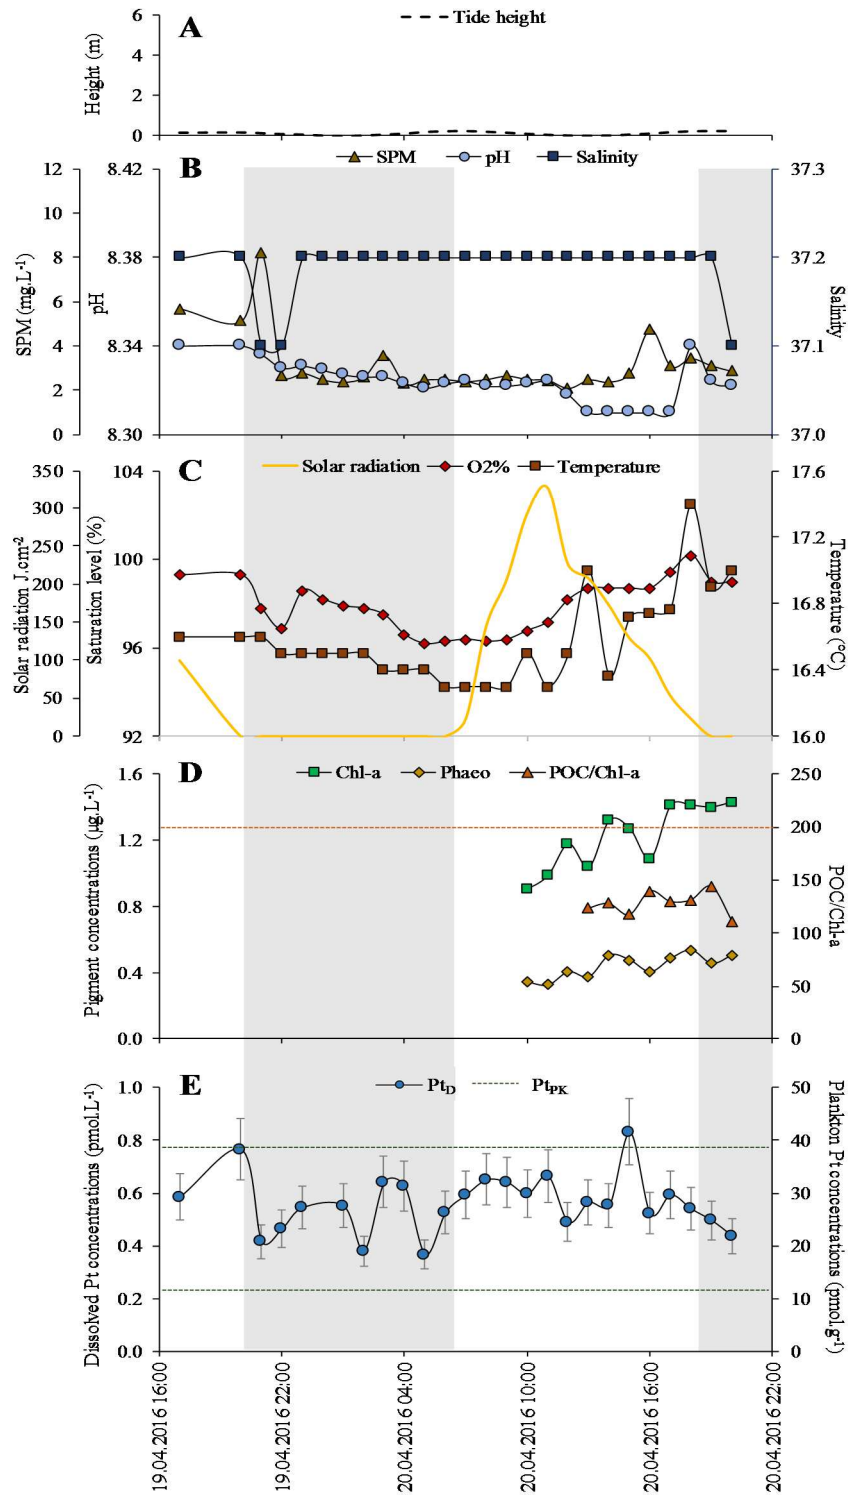 A
Tide height
Height (m)
6
4
2
0
B
SPM
pH
Salinity
SPM (mg.L-1)
12
10
8
6
4
2
0
pH
8.42
8.38
8.34
8.30
Salinity
37.3
37.2
37.1
37.0
C
Solar radiation
O2%
Temperature
Solar radiation J.cm-2
350
300
250
200
150
100
50
0
Saturation level (%)
104
100
96
92
Temperature (°C)
17.6
17.2
16.8
16.4
16.0
D
Chl-a
Phaeo
POC/Chl-a
Pigment concentrations (µg.L-1)
1.6
1.2
0.8
0.4
0.0
POC/Chl-a
250
200
150
100
50
0
E
PtD
PtPK
Dissolved Pt concentrations (pmol.L-1)
1.0
0.8
0.6
0.4
0.2
0.0
Plankton Pt concentrations (pmol.g-1)
50
40
30
20
10
0
19.04.2016 16:00
19.04.2016 22:00
20.04.2016 04:00
20.04.2016 10:00
20.04.2016 16:00
20.04.2016 22:00